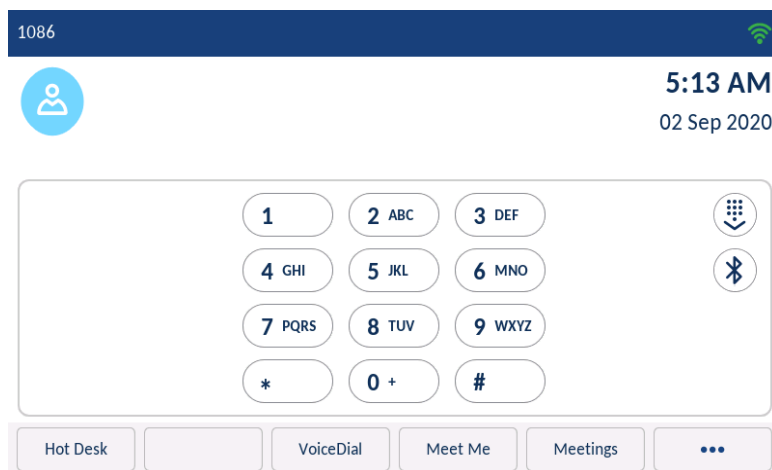 1086
5:13 AM
02 Sep 2020
1 2 ABC 3 DEF
4 GHI 5 JKL 6 MNO
7 PQRS 8 TUV 9 WXYZ
* 0 + #
Hot Desk VoiceDial Meet Me Meetings •••